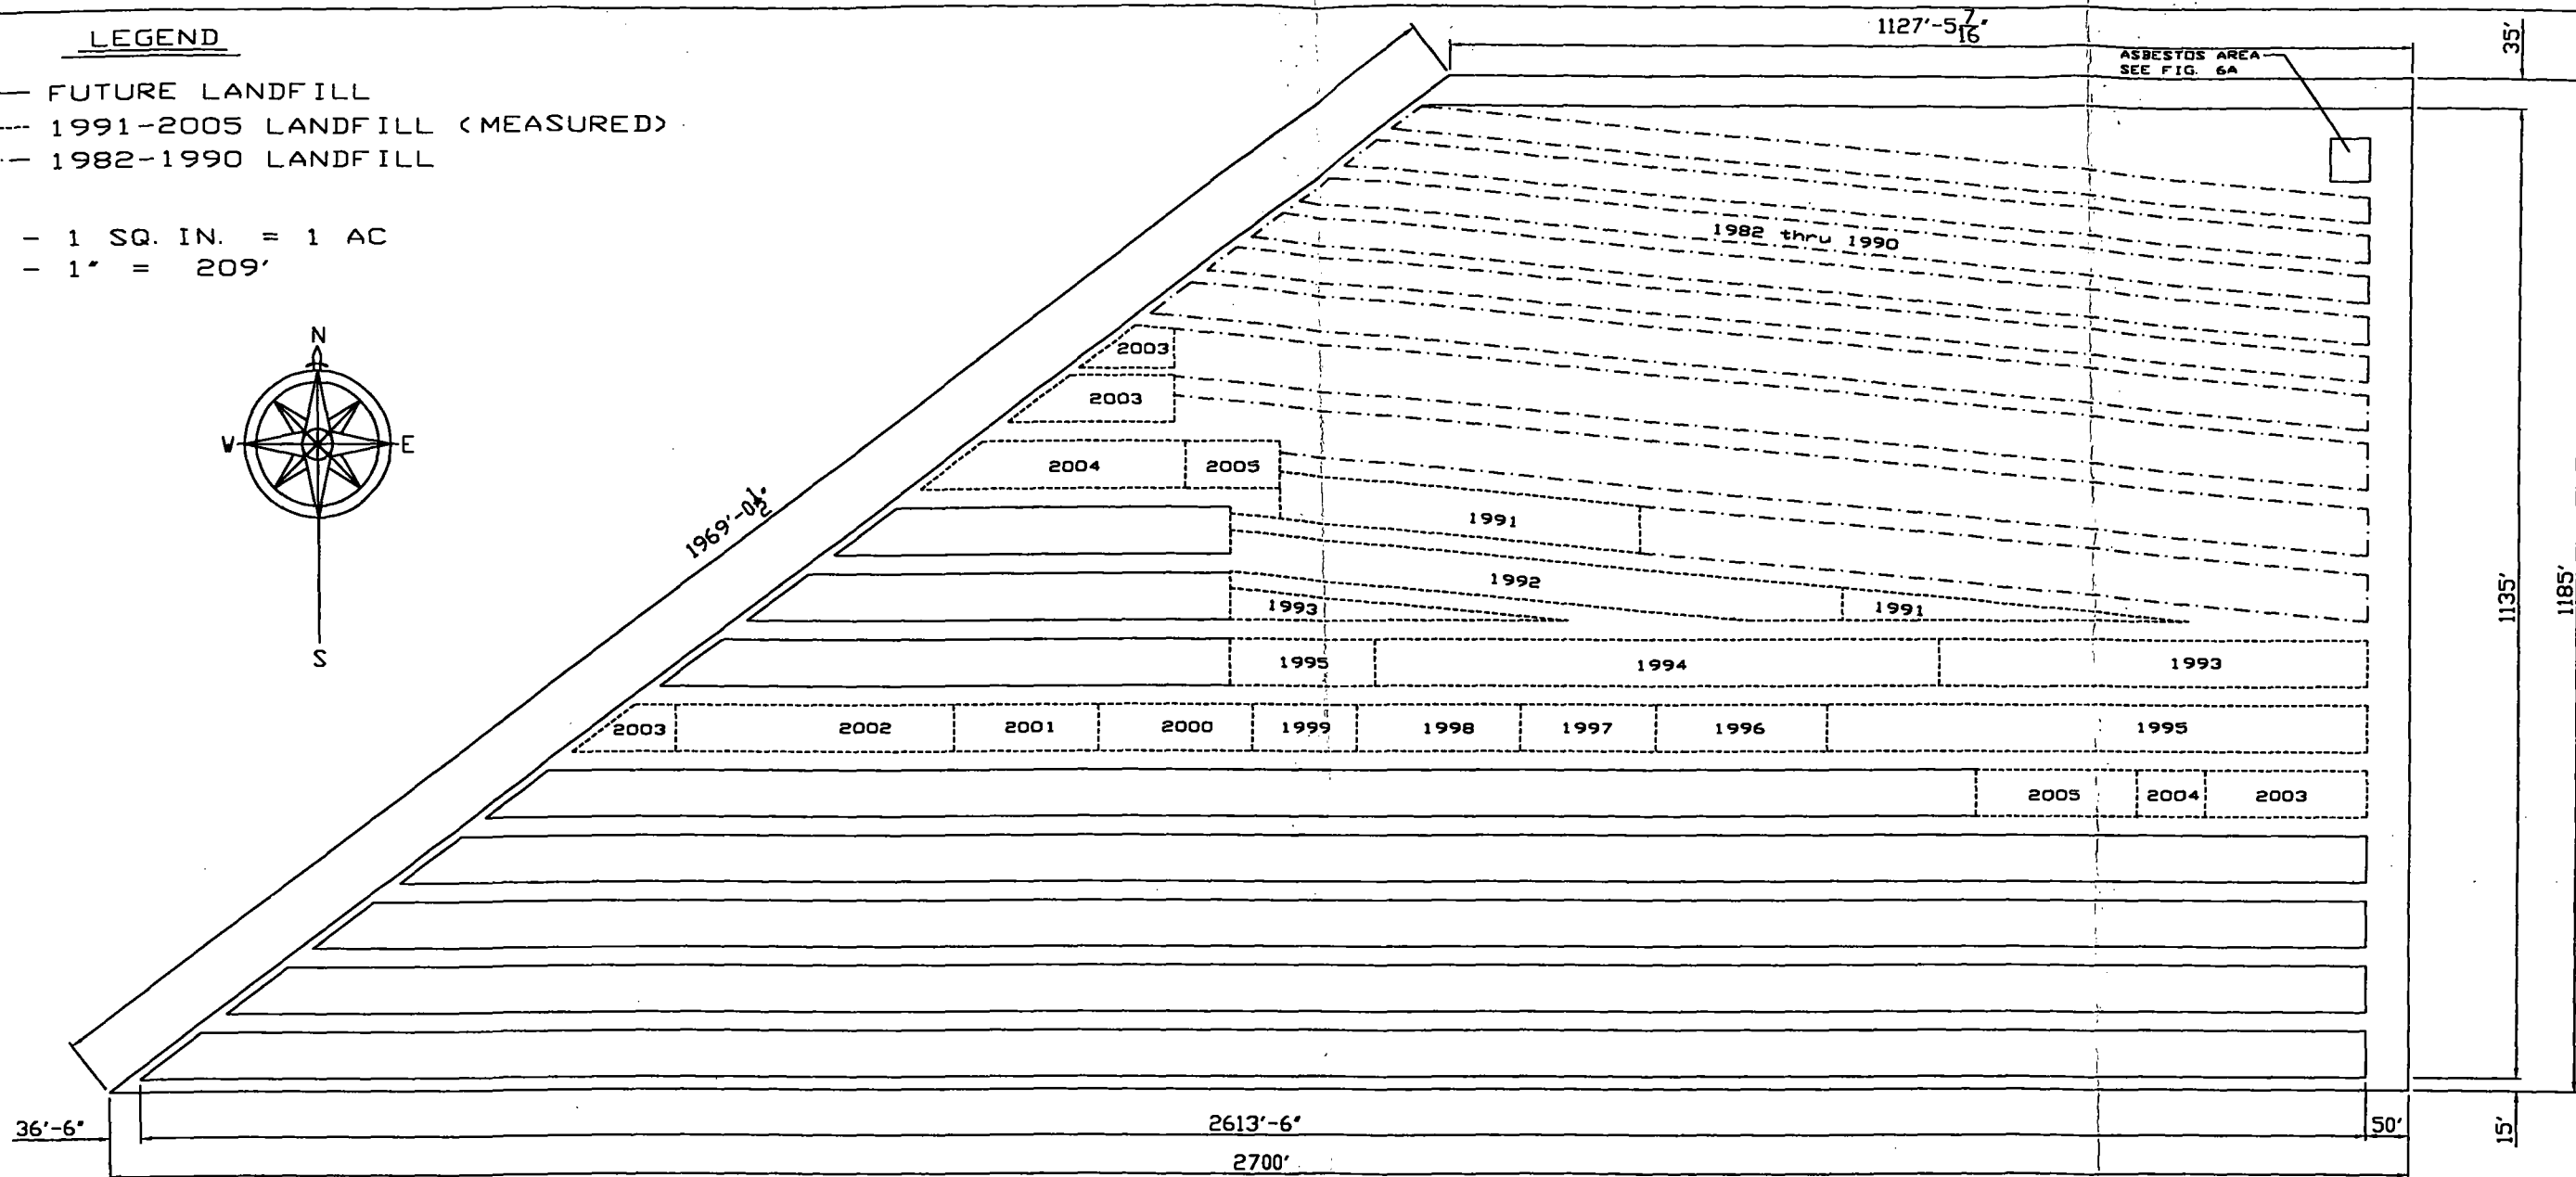 LEGEND
FUTURE LANDFILL
1991-2005 LANDFILL (MEASURED)
1982-1990 LANDFILL
- 1 SQ. IN. = 1 AC
- 1" = 209'
N
W E
S
1127'-5 7/16"
35'
ASBESTOS AREA
SEE FIG. 6A
1982 thru 1990
1969'-0 1/2"
2003
2003
2004 2005
1991
1992
1993 1991
1995 1994 1993
2003 2002 2001 2000 1999 1998 1997 1996 1995
2005 2004 2003
1135'
1185'
36'-6"
2613'-6"
50'
15'
2700'